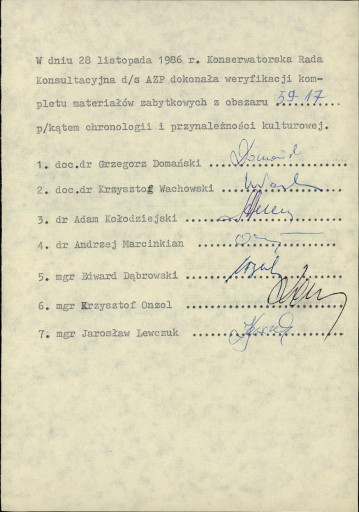 W dniu 28 listopada 1986 r. Konserwatorska Rada
Konsultacyjna d/s AZP dokonała weryfikacji kom-
pletu materiałów zabytkowych z obszaru 59-17
p/kątem chronologii i przynależności kulturowej.
1. doc.dr Grzegorz Domański
2. doc.dr Krzysztof Wachowski
3. dr Adam Kołodziejski
4. dr Andrzej Marcinkian
5. mgr Edward Dąbrowski
6. mgr Krzysztof Onzol
7. mgr Jarosław Lewczuk